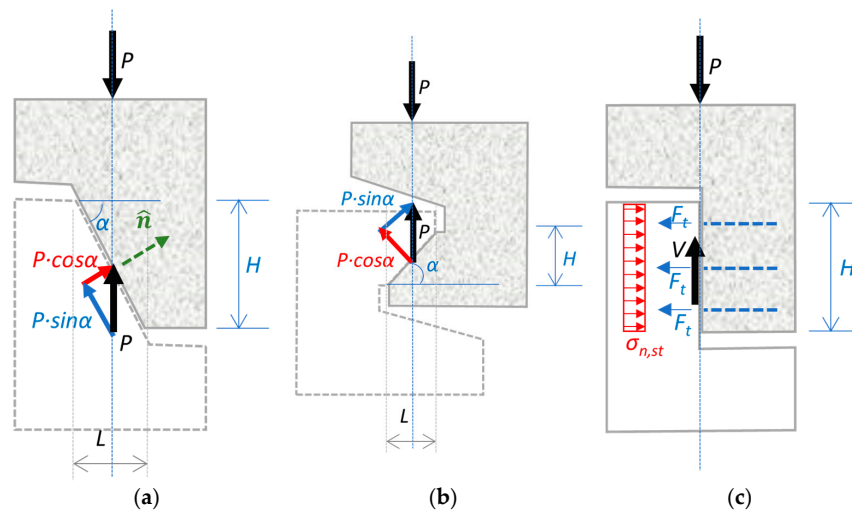 P
α
n̂
P·cosα
H
P·sinα
P
L
(a)
P
P·sinα
P
P·cosα
α
H
L
(b)
P
F_t
V
F_t
F_t
H
σ_n,st
(c)